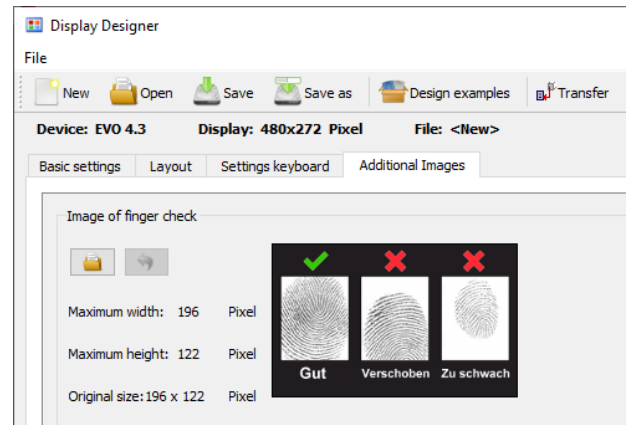 Display Designer
File
New Open Save Save as Design examples Transfer
Device: EVO 4.3 Display: 480x272 Pixel File: <New>
Basic settings Layout Settings keyboard Additional Images
Image of finger check
Maximum width: 196 Pixel
Maximum height: 122 Pixel
Gut Verschoben Zu schwach
Original size: 196 x 122 Pixel